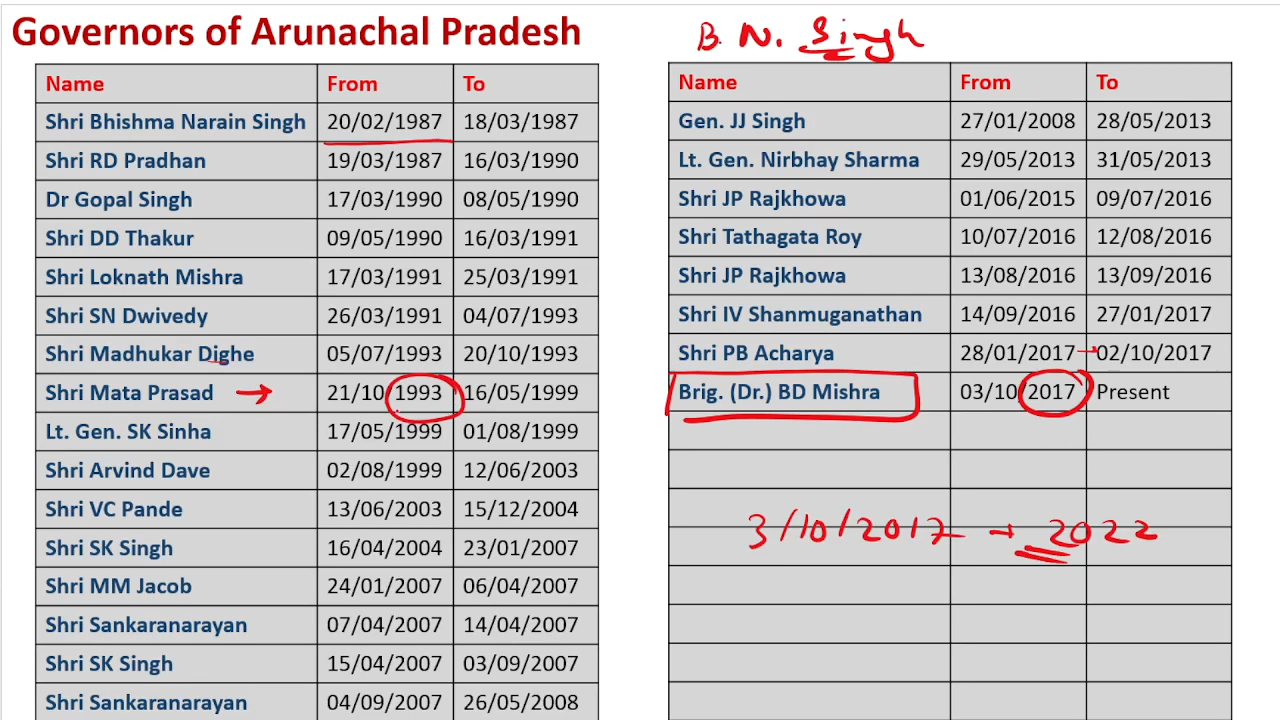 Governors of Arunachal Pradesh
B. N. Singh
Name From To
Shri Bhishma Narain Singh 20/02/1987 18/03/1987
Shri RD Pradhan 19/03/1987 16/03/1990
Dr Gopal Singh 17/03/1990 08/05/1990
Shri DD Thakur 09/05/1990 16/03/1991
Shri Loknath Mishra 17/03/1991 25/03/1991
Shri SN Dwivedy 26/03/1991 04/07/1993
Shri Madhukar Dighe 05/07/1993 20/10/1993
Shri Mata Prasad 21/10/1993 16/05/1999
Lt. Gen. SK Sinha 17/05/1999 01/08/1999
Shri Arvind Dave 02/08/1999 12/06/2003
Shri VC Pande 13/06/2003 15/12/2004
Shri SK Singh 16/04/2004 23/01/2007
Shri MM Jacob 24/01/2007 06/04/2007
Shri Sankaranarayan 07/04/2007 14/04/2007
Shri SK Singh 15/04/2007 03/09/2007
Shri Sankaranarayan 04/09/2007 26/05/2008
Name From To
Gen. JJ Singh 27/01/2008 28/05/2013
Lt. Gen. Nirbhay Sharma 29/05/2013 31/05/2013
Shri JP Rajkhowa 01/06/2015 09/07/2016
Shri Tathagata Roy 10/07/2016 12/08/2016
Shri JP Rajkhowa 13/08/2016 13/09/2016
Shri IV Shanmuganathan 14/09/2016 27/01/2017
Shri PB Acharya 28/01/2017 02/10/2017
Brig. (Dr.) BD Mishra 03/10/2017 Present
3/10/2017 → 2022